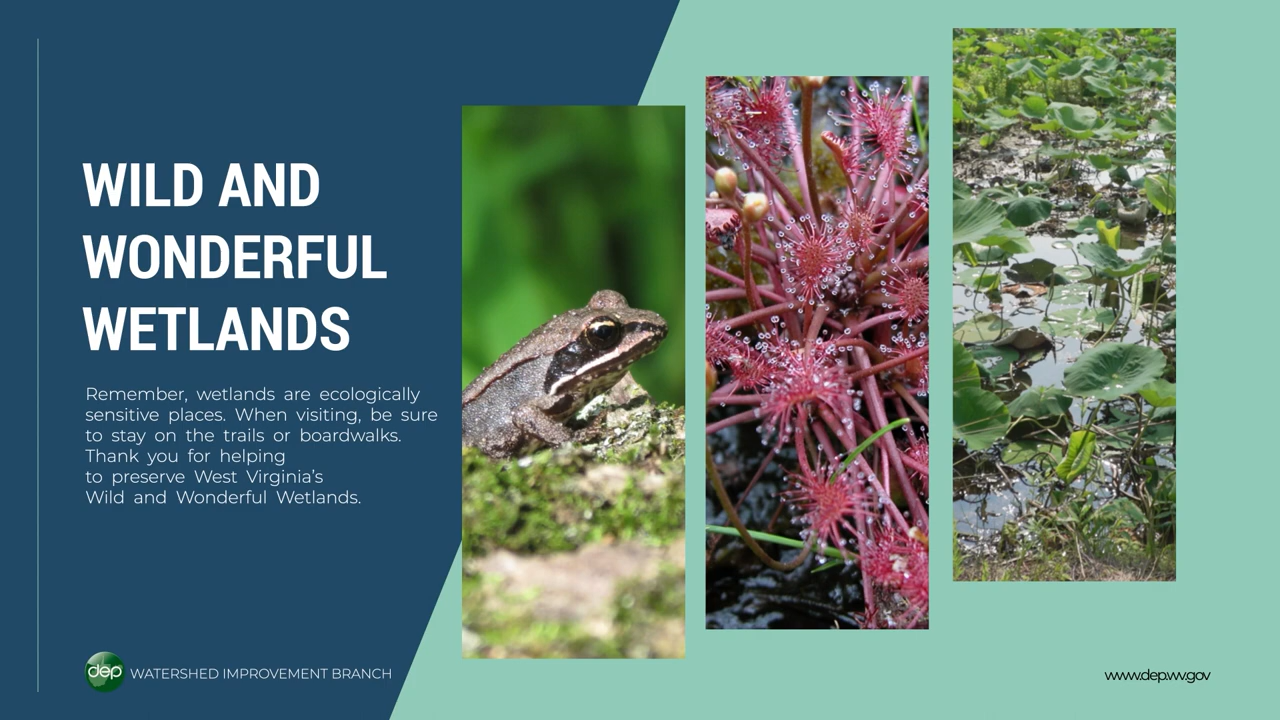 WILD AND
WONDERFUL
WETLANDS
Remember, wetlands are ecologically
sensitive places. When visiting, be sure
to stay on the trails or boardwalks.
Thank you for helping
to preserve West Virginia's
Wild and Wonderful Wetlands.
dep WATERSHED IMPROVEMENT BRANCH
www.dep.wv.gov